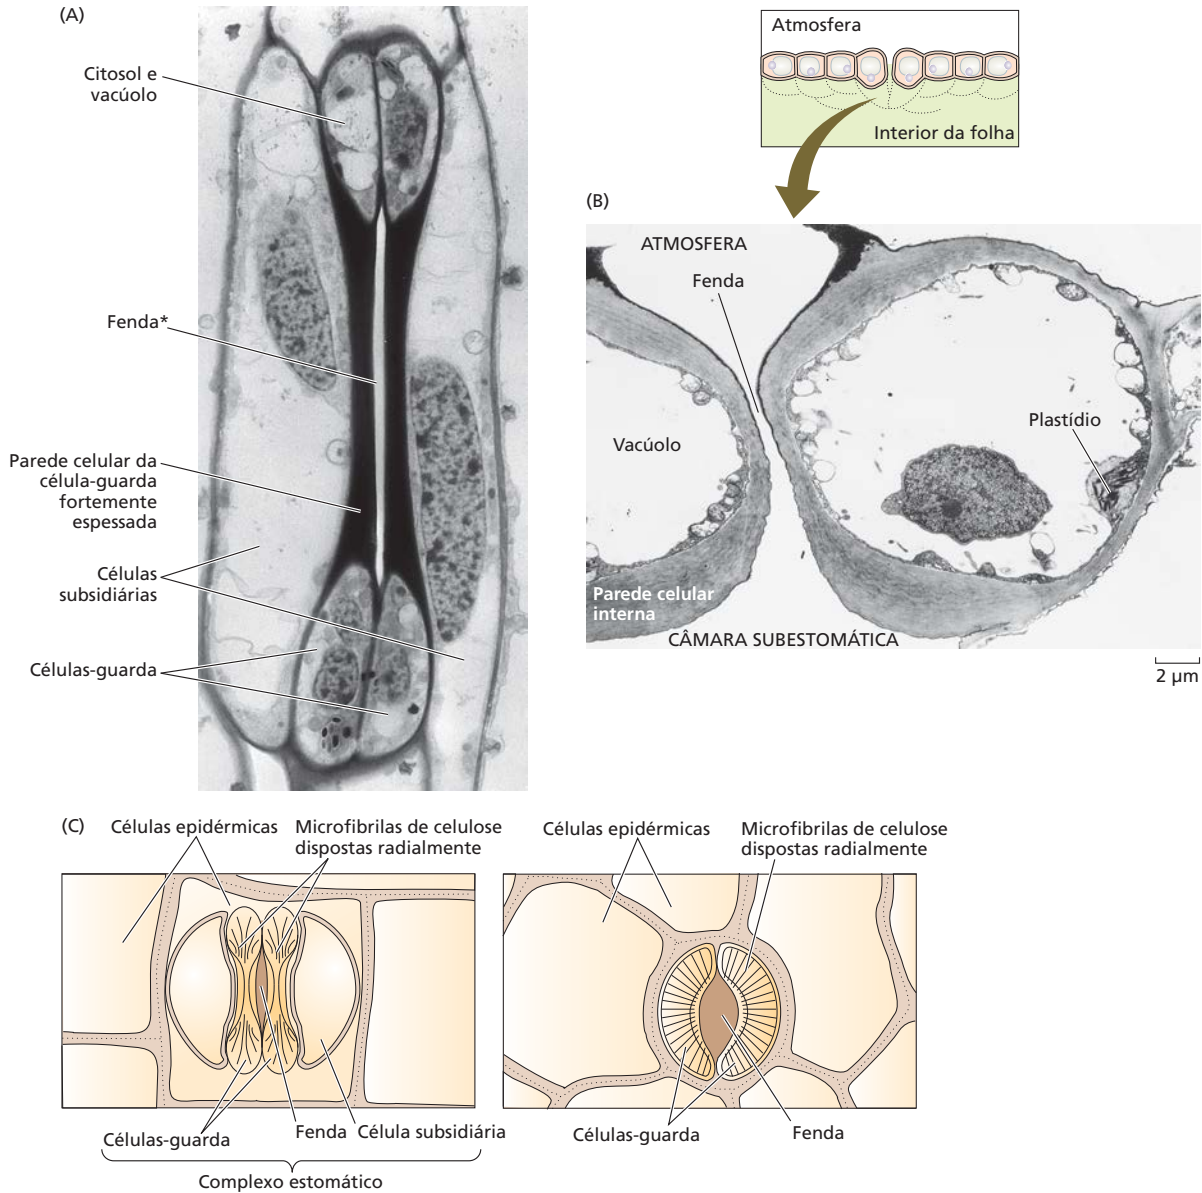 (A)
Citosol e
vacúolo
Fenda*
Parede celular da
célula-guarda
fortemente
espessada
Células
subsidiárias
Células-guarda
Atmosfera
Interior da folha
(B)
ATMOSFERA
Fenda
Vacúolo
Plastídio
Parede celular
interna
CÂMARA SUBESTOMÁTICA
2 µm
(C)
Células epidérmicas
Microfibrilas de celulose
dispostas radialmente
Células-guarda
Fenda
Célula subsidiária
Complexo estomático
Células epidérmicas
Microfibrilas de celulose
dispostas radialmente
Células-guarda
Fenda